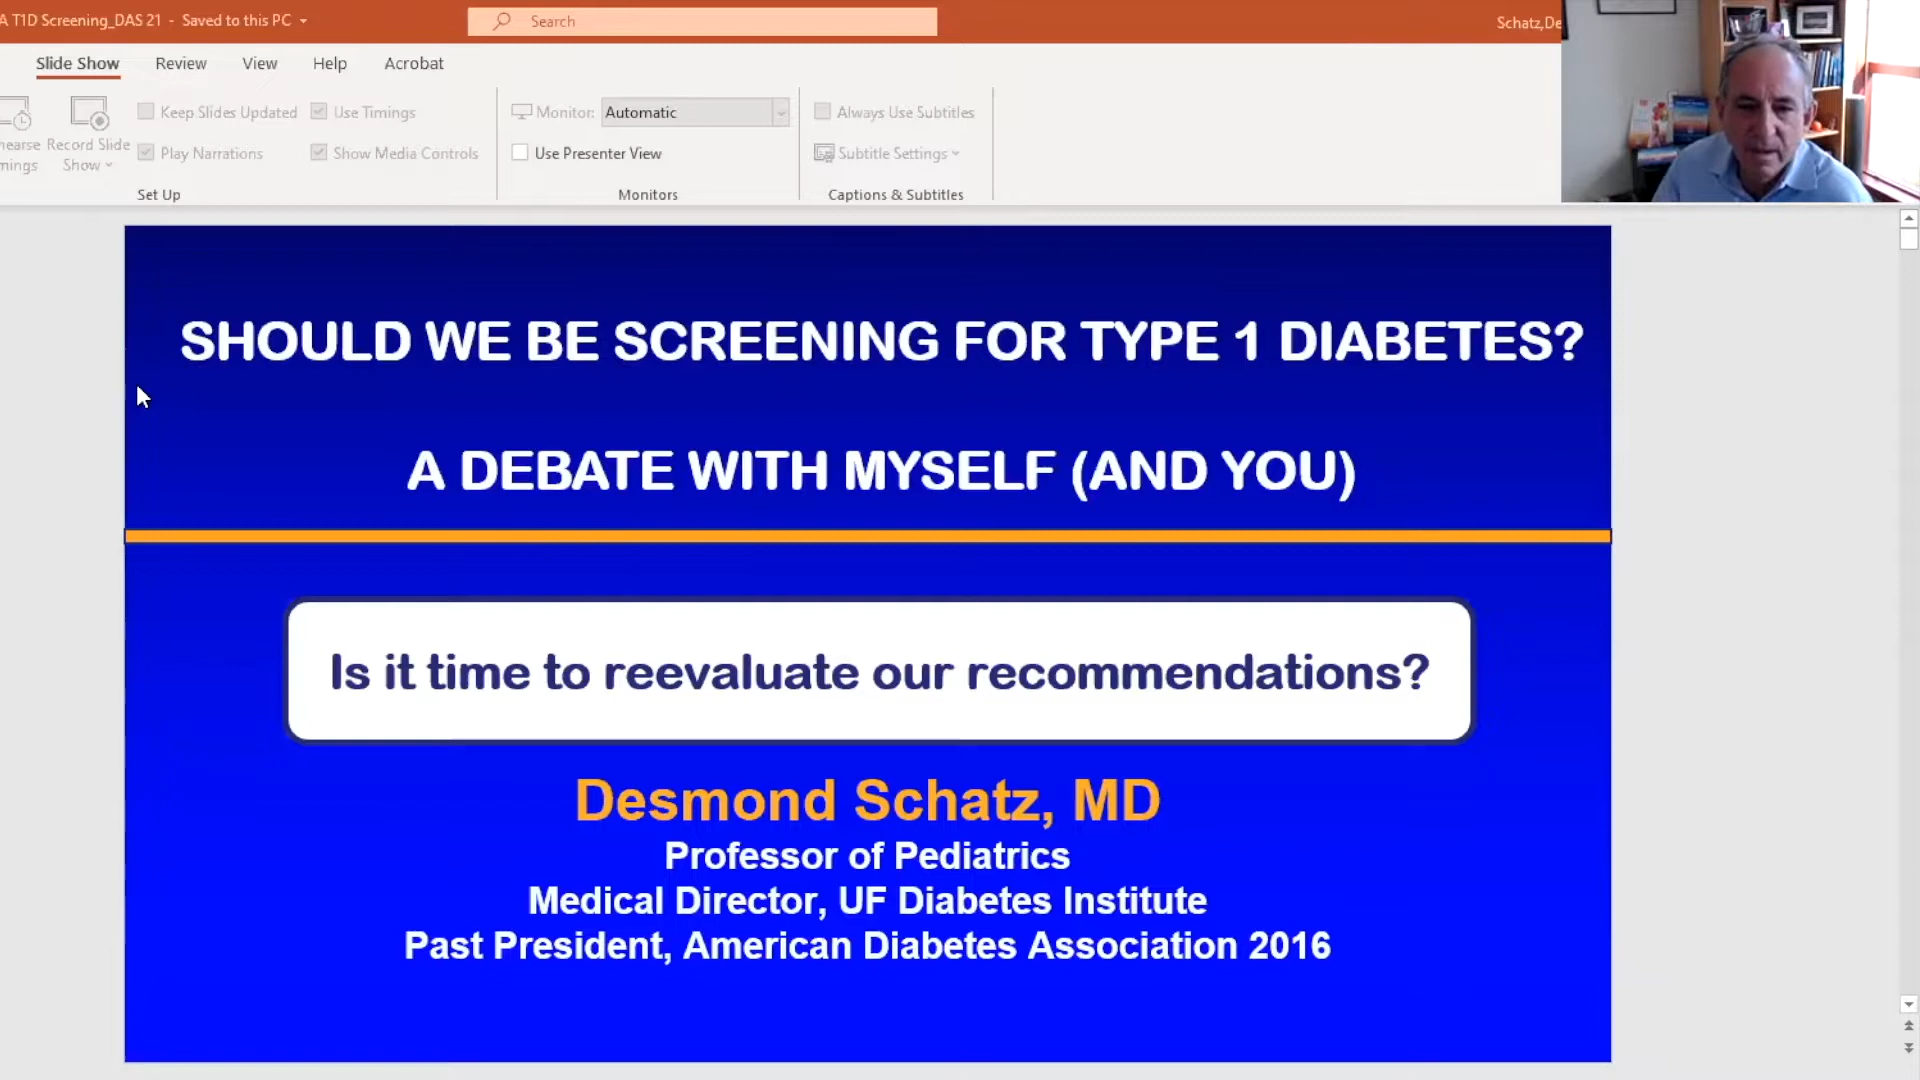 A T1D Screening_DAS 21 - Saved to this PC
Search
Schatz,De
Slide Show Review View Help Acrobat
Keep Slides Updated Use Timings Monitor: Automatic Always Use Subtitles
Record Slide Show Play Narrations Show Media Controls Use Presenter View Subtitle Settings
Set Up Monitors Captions & Subtitles
SHOULD WE BE SCREENING FOR TYPE 1 DIABETES?
A DEBATE WITH MYSELF (AND YOU)
Is it time to reevaluate our recommendations?
Desmond Schatz, MD
Professor of Pediatrics
Medical Director, UF Diabetes Institute
Past President, American Diabetes Association 2016